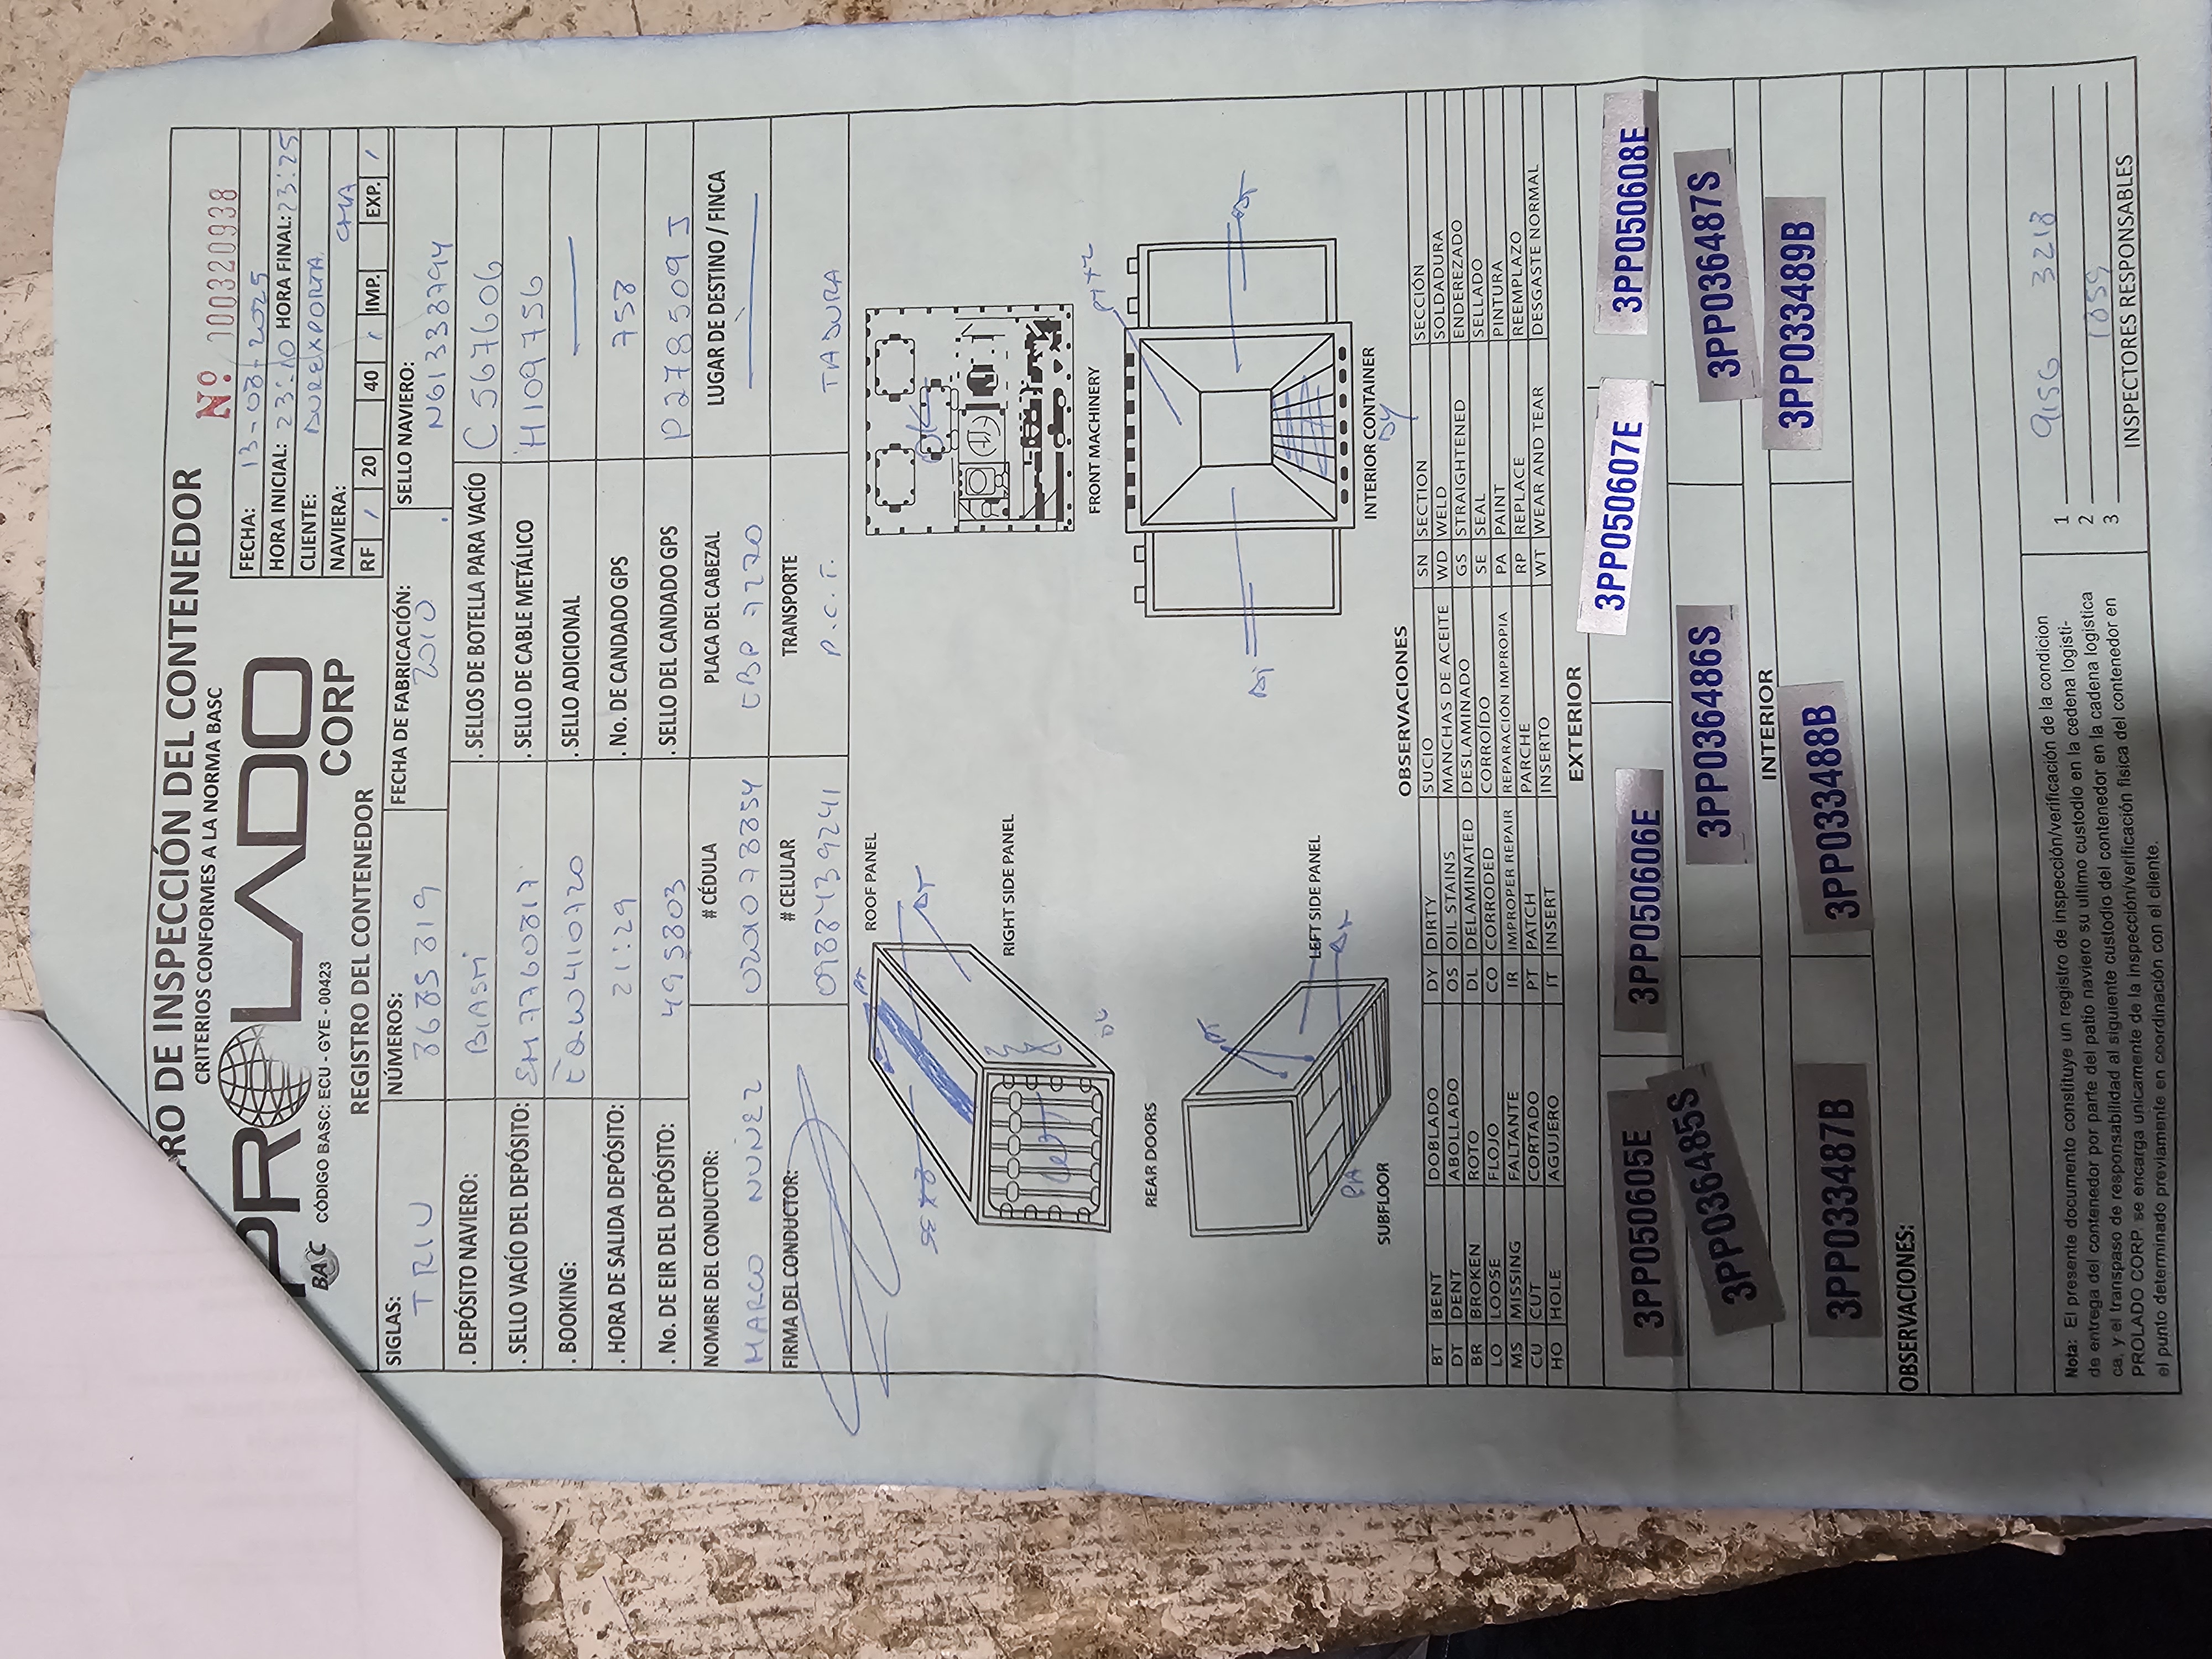 RO DE INSPECCIÓN DEL CONTENEDOR
CRITERIOS CONFORMES A LA NORMA BASC
Nº 000320938
PROLADO
CORP
BASC CÓDIGO BASC: ECU - GYE - 00423
FECHA: 13-08-2025
HORA INICIAL: 23:10 HORA FINAL: 23:25
CLIENTE: DUREXPORTA
NAVIERA: CMA
REGISTRO DEL CONTENEDOR
RF / 20 40 / IMP. EXP. /
SIGLAS: NÚMEROS: FECHA DE FABRICACIÓN: SELLO NAVIERO:
TRIU 8685819 2010 N61338794
. DEPÓSITO NAVIERO: BIASM . SELLOS DE BOTELLA PARA VACÍO C567606
. SELLO VACÍO DEL DEPÓSITO: EM7760817 . SELLO DE CABLE METÁLICO H109756
. BOOKING: EQW410720 . SELLO ADICIONAL
. HORA DE SALIDA DEPÓSITO: 21:29 . No. DE CANDADO GPS 758
. No. DE EIR DEL DEPÓSITO: 495803 . SELLO DEL CANDADO GPS P278509J
NOMBRE DEL CONDUCTOR: # CÉDULA PLACA DEL CABEZAL LUGAR DE DESTINO / FINCA
MARCO NUÑEZ 0201078854 EBP 7270
FIRMA DEL CONDUCTOR: # CELULAR TRANSPORTE
0988439241 P.C.T. TADURA
PT
ROOF PANEL
DT
OK
RIGHT SIDE PANEL
WT
DL
FRONT MACHINERY
PT x2
REAR DOORS
PT
DT
DT
LEFT SIDE PANEL
PA
DT
SUBFLOOR
INTERIOR CONTAINER
DY
OBSERVACIONES
BT BENT DOBLADO DY DIRTY SUCIO SN SECTION SECCIÓN
DT DENT ABOLLADO OS OIL STAINS MANCHAS DE ACEITE WD WELD SOLDADURA
BR BROKEN ROTO DL DELAMINATED DESLAMINADO GS STRAIGHTENED ENDEREZADO
LO LOOSE FLOJO CO CORRODED CORROÍDO SE SEAL SELLADO
MS MISSING FALTANTE IR IMPROPER REPAIR REPARACIÓN IMPROPIA PA PAINT PINTURA
CU CUT CORTADO PT PATCH PARCHE RP REPLACE REEMPLAZO
HO HOLE AGUJERO IT INSERT INSERTO WT WEAR AND TEAR DESGASTE NORMAL
EXTERIOR
3PP050605E 3PP050606E 3PP050607E 3PP050608E
3PP036485S 3PP036486S 3PP036487S
INTERIOR
3PP033487B 3PP033488B 3PP033489B
OBSERVACIONES:
Nota: El presente documento constituye un registro de inspección/verificación de la condicion
de entrega del contenedor por parte del patio naviero su ultimo custodio en la cedena logisti-
ca, y el transpaso de responsabilidad al siguiente custodio del contenedor en la cadena logistica
PROLADO CORP. se encarga unicamente de la inspección/verificación fisica del contenedor en
el punto determinado previamente en coordinación con el cliente.
1 9156 3218
2
3 1859
INSPECTORES RESPONSABLES